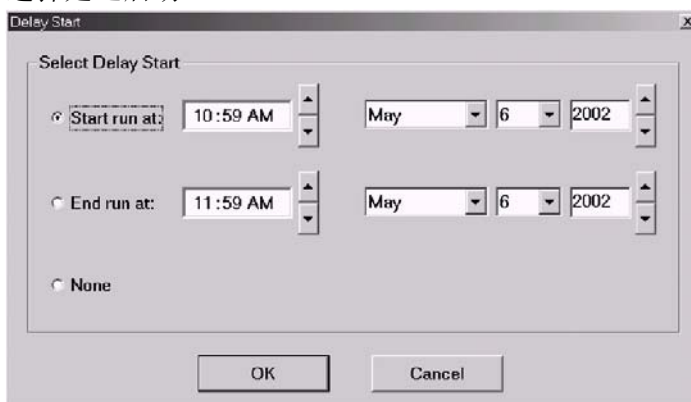 Delay Start
Select Delay Start
Start run at: 10:59 AM May 6 2002
End run at: 11:59 AM May 6 2002
None
OK Cancel